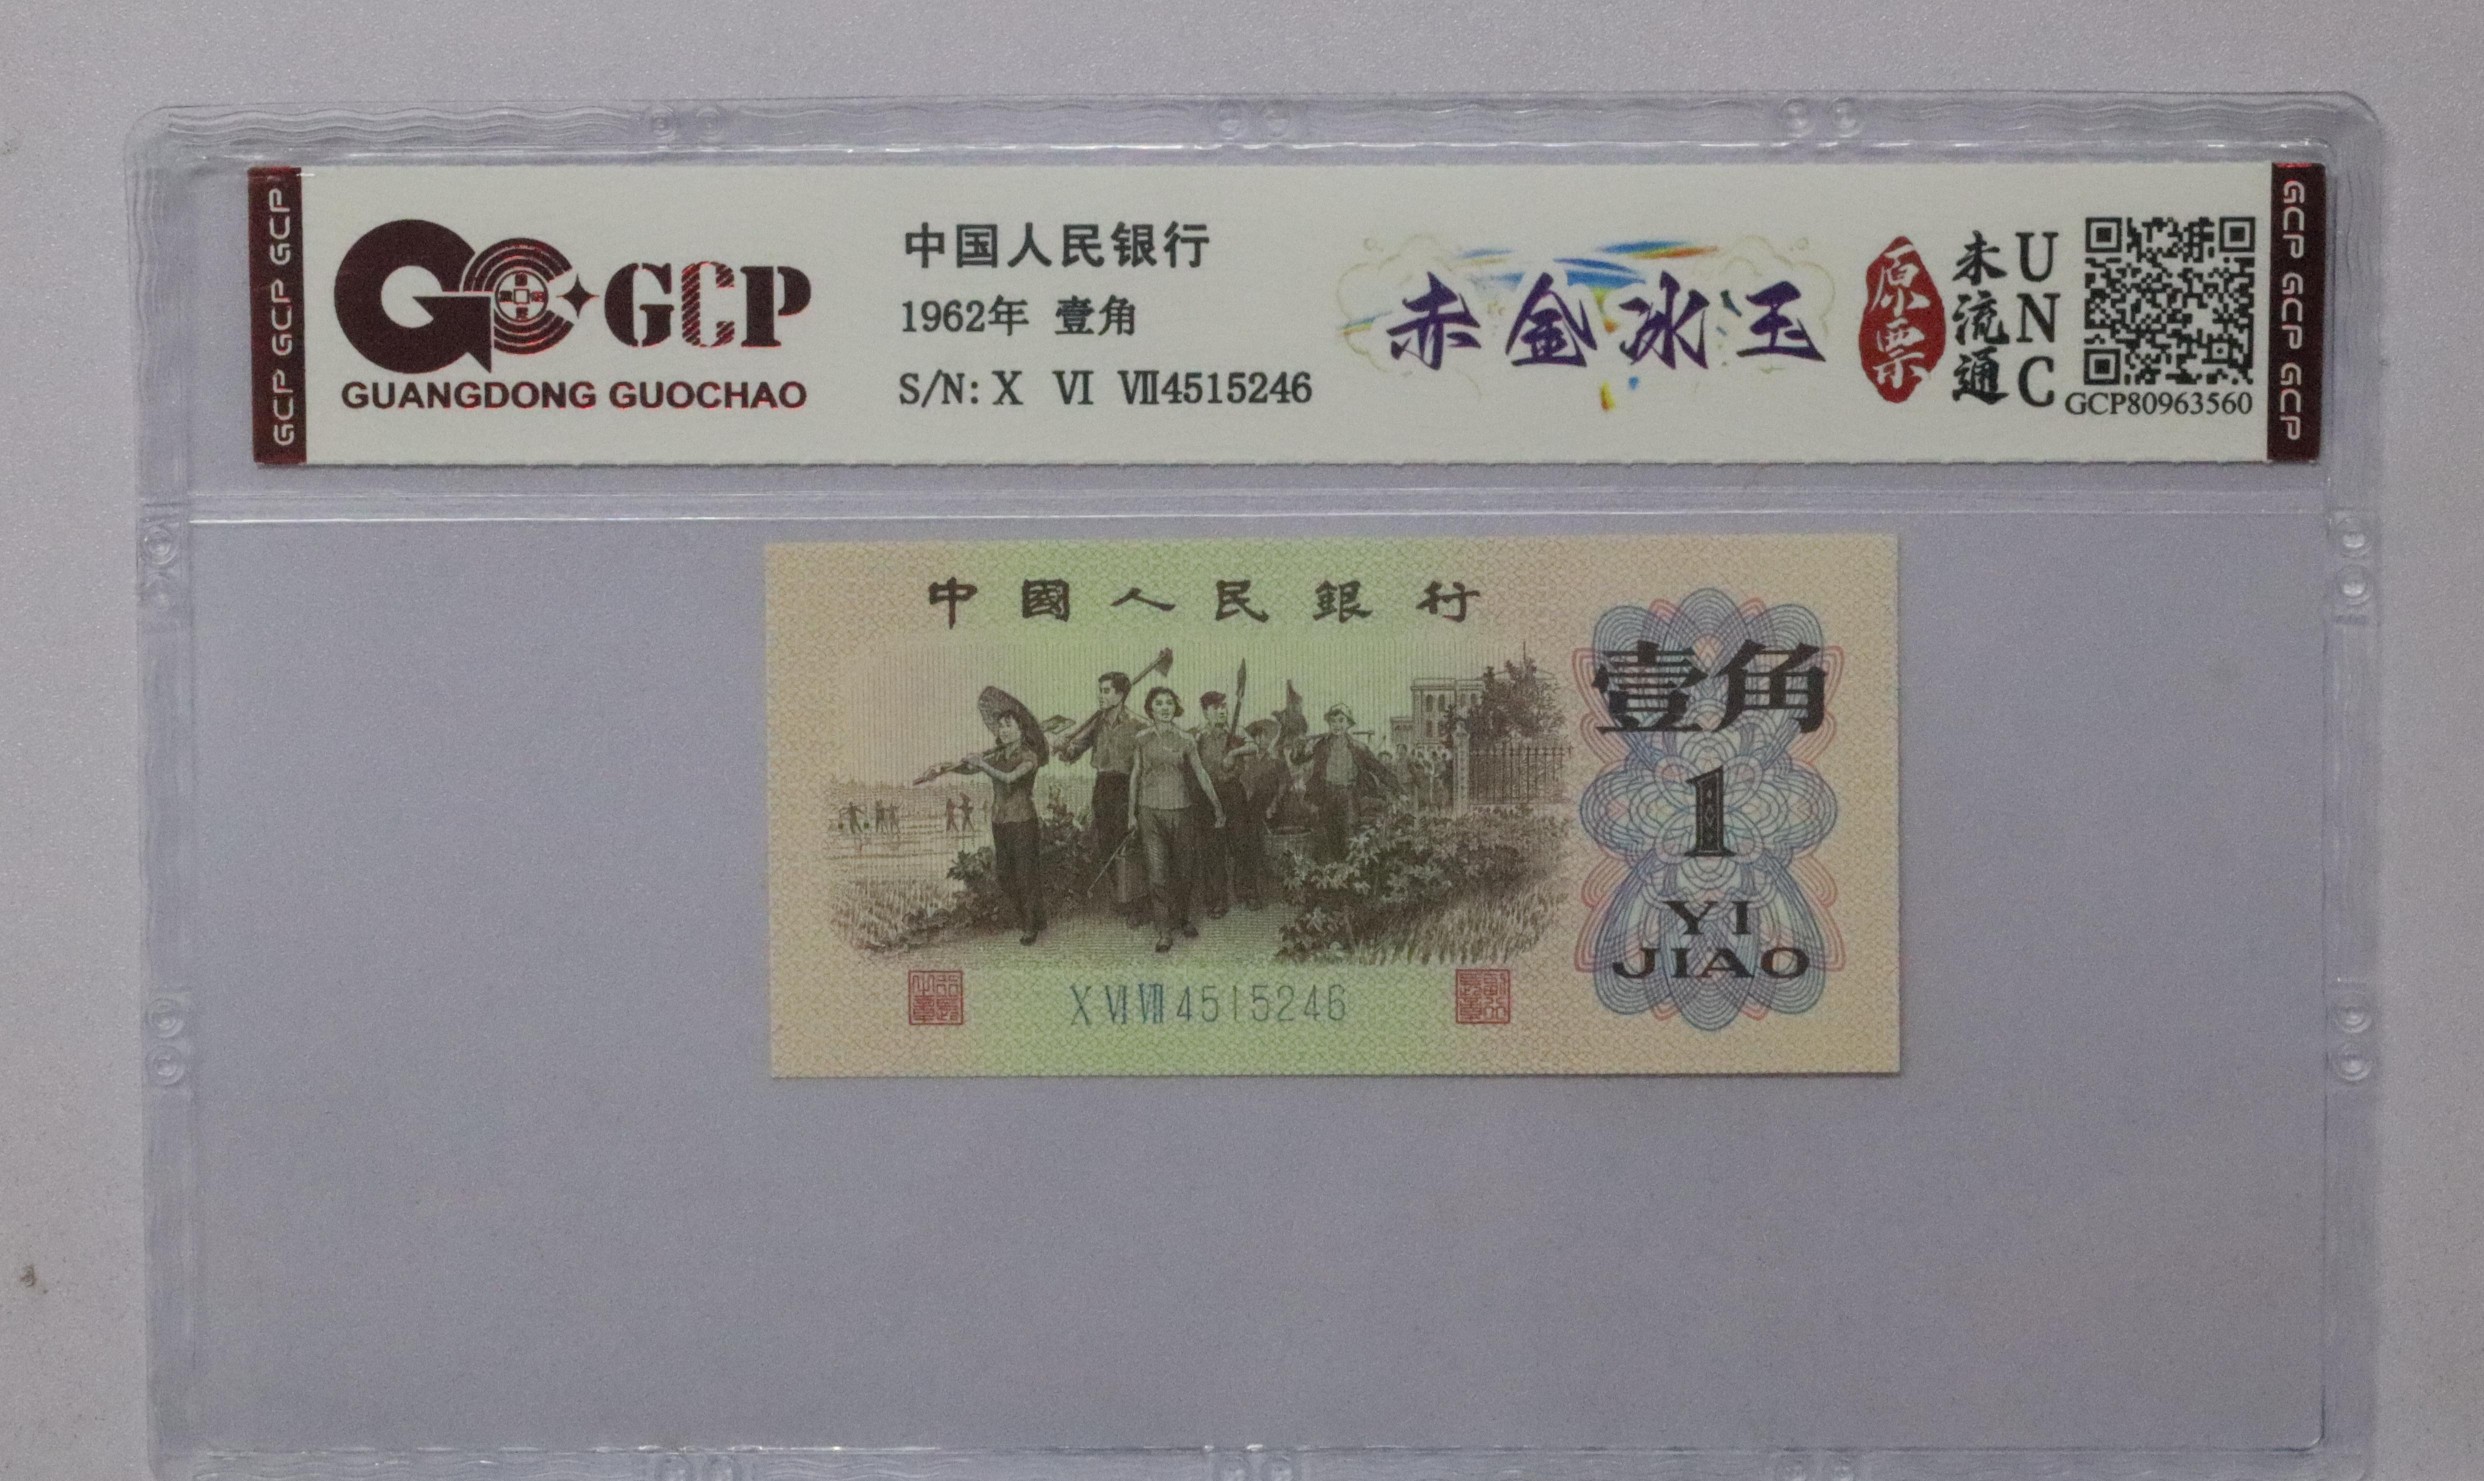 GCP GCP GCP
GCP
GUANGDONG GUOCHAO
中国人民银行
1962年 壹角
S/N: X Ⅵ Ⅶ4515246
赤金冰玉
原票
未流通
UNC
GCP80963560
GCP GCP GCP
中國人民銀行
壹角
1
YI
JIAO
X Ⅵ Ⅶ 4515246